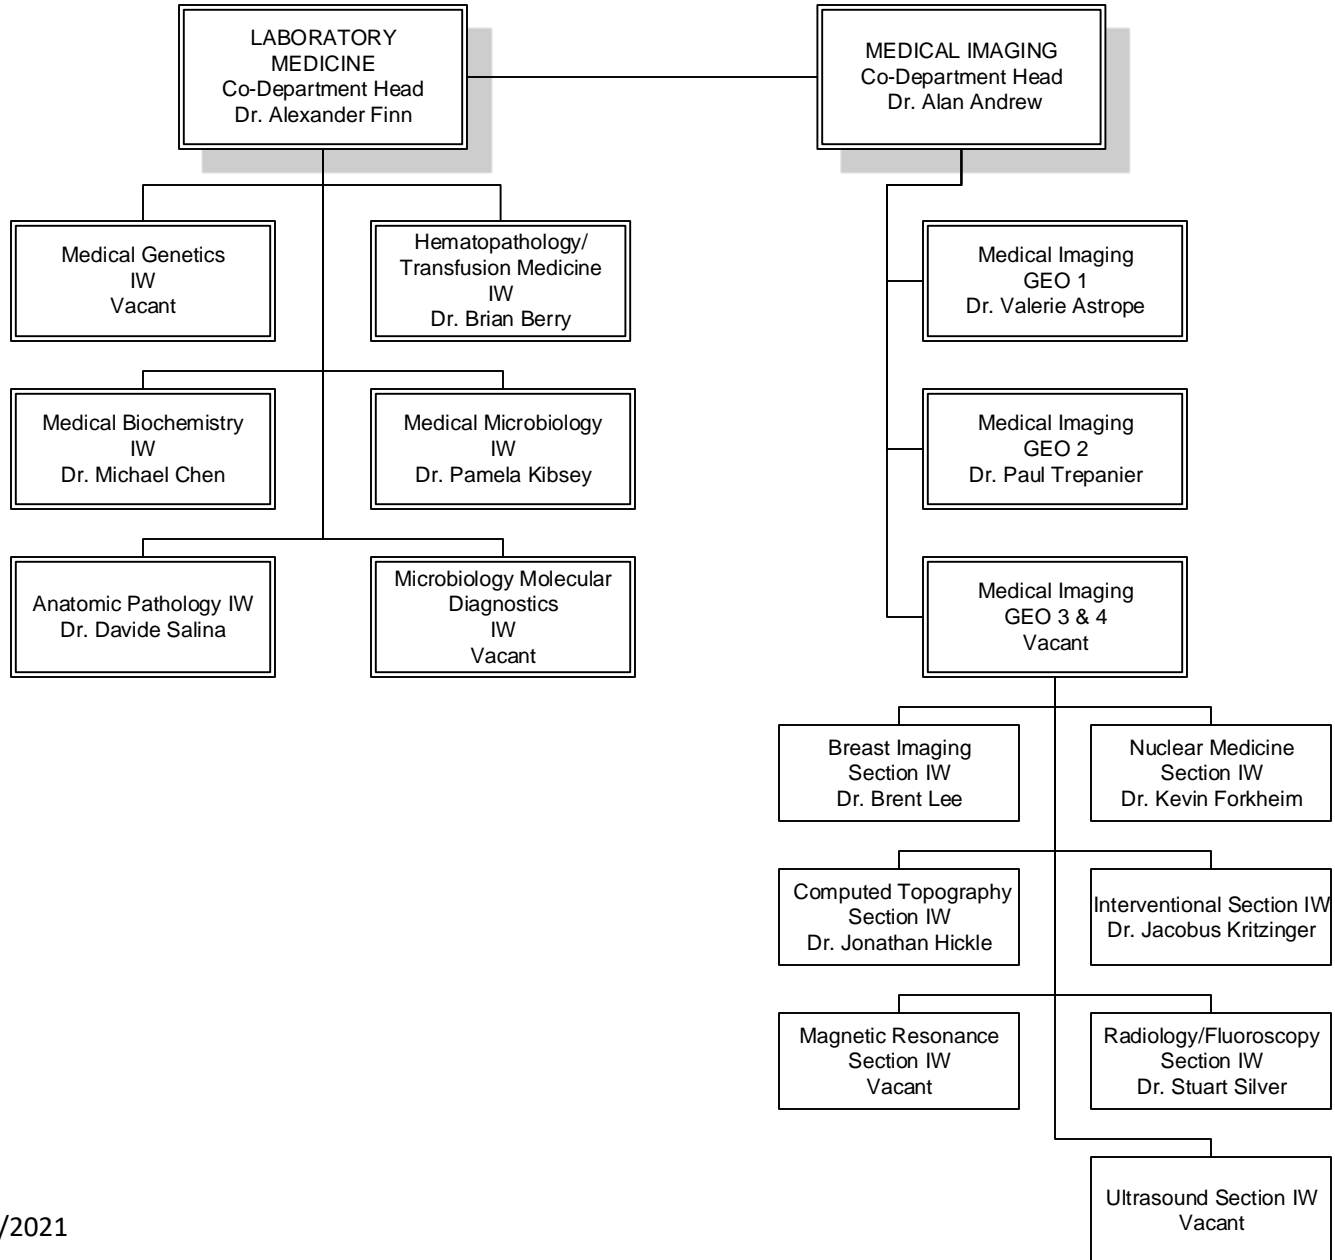 LABORATORY
MEDICINE
Co-Department Head
Dr. Alexander Finn
MEDICAL IMAGING
Co-Department Head
Dr. Alan Andrew
Medical Genetics
IW
Vacant
Hematopathology/
Transfusion Medicine
IW
Dr. Brian Berry
Medical Imaging
GEO 1
Dr. Valerie Astrope
Medical Biochemistry
IW
Dr. Michael Chen
Medical Microbiology
IW
Dr. Pamela Kibsey
Medical Imaging
GEO 2
Dr. Paul Trepanier
Anatomic Pathology IW
Dr. Davide Salina
Microbiology Molecular
Diagnostics
IW
Vacant
Medical Imaging
GEO 3 & 4
Vacant
Breast Imaging
Section IW
Dr. Brent Lee
Nuclear Medicine
Section IW
Dr. Kevin Forkheim
Computed Topography
Section IW
Dr. Jonathan Hickle
Interventional Section IW
Dr. Jacobus Kritzinger
Magnetic Resonance
Section IW
Vacant
Radiology/Fluoroscopy
Section IW
Dr. Stuart Silver
Ultrasound Section IW
Vacant
/2021